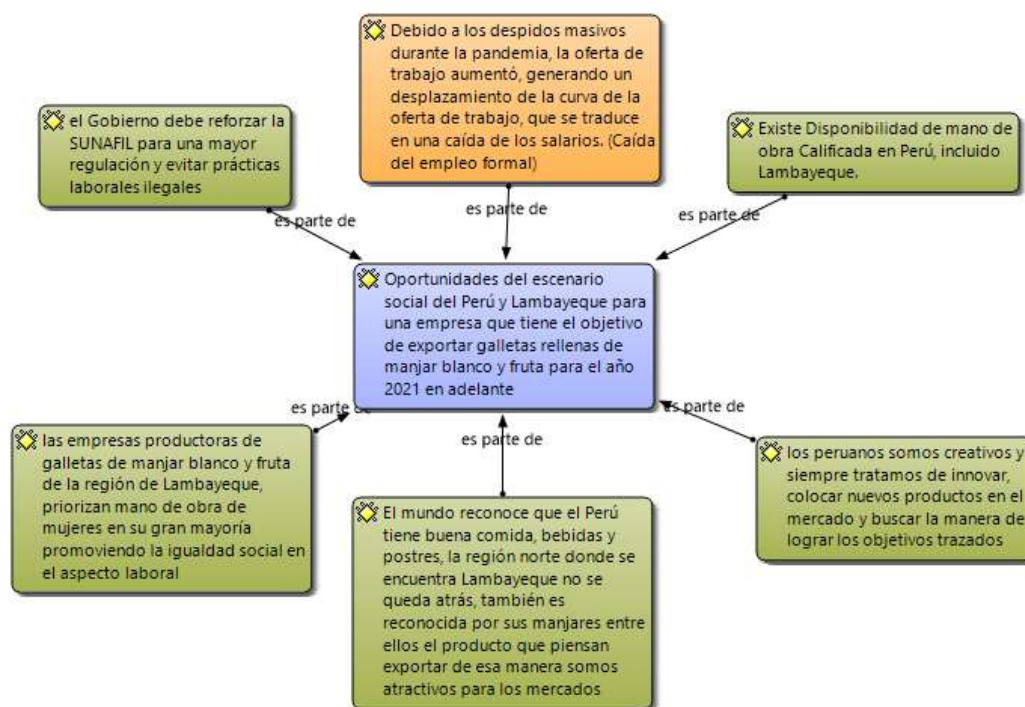 Debido a los despidos masivos
durante la pandemia, la oferta de
trabajo aumentó, generando un
desplazamiento de la curva de la
oferta de trabajo, que se traduce
en una caída de los salarios. (Caída
del empleo formal)
el Gobierno debe reforzar la
SUNAFIL para una mayor
regulación y evitar prácticas
laborales ilegales
Existe Disponibilidad de mano de
obra Calificada en Perú, incluido
Lambayeque.
es parte de
es parte de
es parte de
Oportunidades del escenario
social del Perú y Lambayeque para
una empresa que tiene el objetivo
de exportar galletas rellenas de
manjar blanco y fruta para el año
2021 en adelante
es parte de
es parte de
es parte de
las empresas productoras de
galletas de manjar blanco y fruta
de la región de Lambayeque,
priorizan mano de obra de
mujeres en su gran mayoría
promoviendo la igualdad social en
el aspecto laboral
El mundo reconoce que el Perú
tiene buena comida, bebidas y
postres, la región norte donde se
encuentra Lambayeque no se
queda atrás, también es
reconocida por sus manjares entre
ellos el producto que piensan
exportar de esa manera somos
atractivos para los mercados
los peruanos somos creativos y
siempre tratamos de innovar,
colocar nuevos productos en el
mercado y buscar la manera de
lograr los objetivos trazados